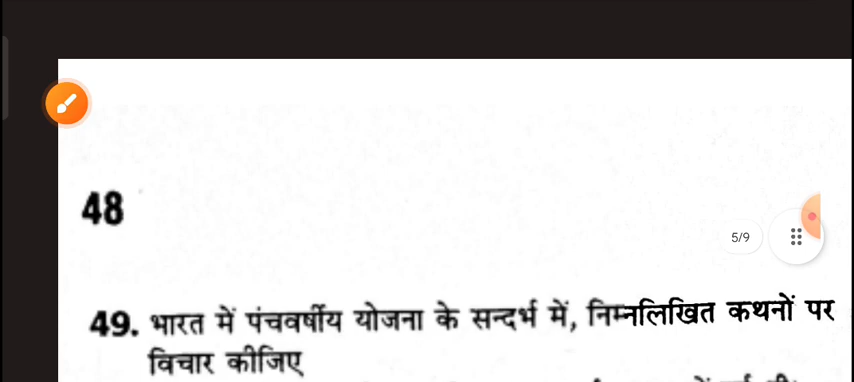 48
5/9
49. भारत में पंचवर्षीय योजना के सन्दर्भ में, निम्नलिखित कथनों पर
विचार कीजिए